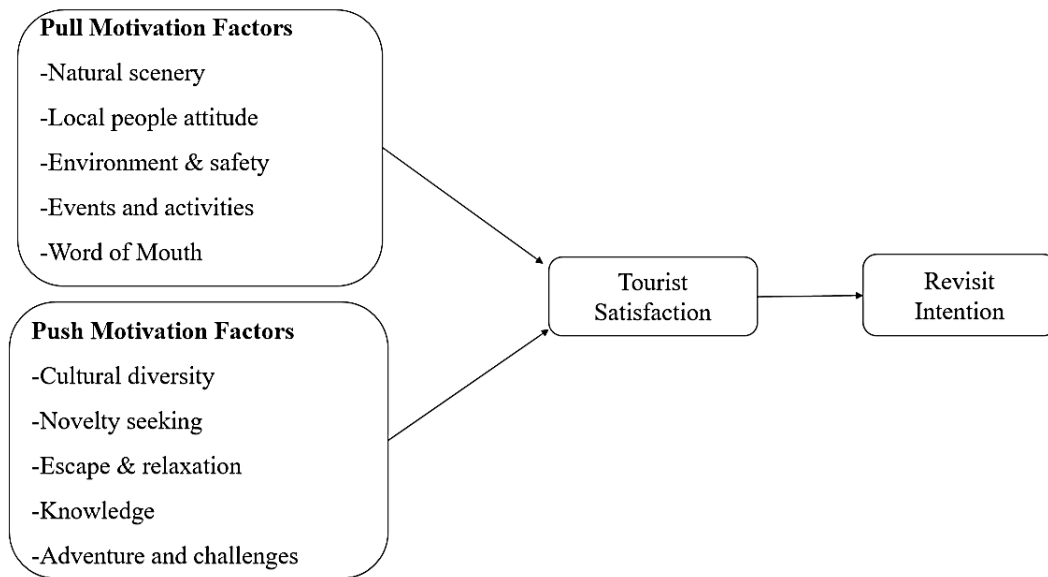 Pull Motivation Factors
-Natural scenery
-Local people attitude
-Environment & safety
-Events and activities
-Word of Mouth
Push Motivation Factors
-Cultural diversity
-Novelty seeking
-Escape & relaxation
-Knowledge
-Adventure and challenges
Tourist
Satisfaction
Revisit
Intention